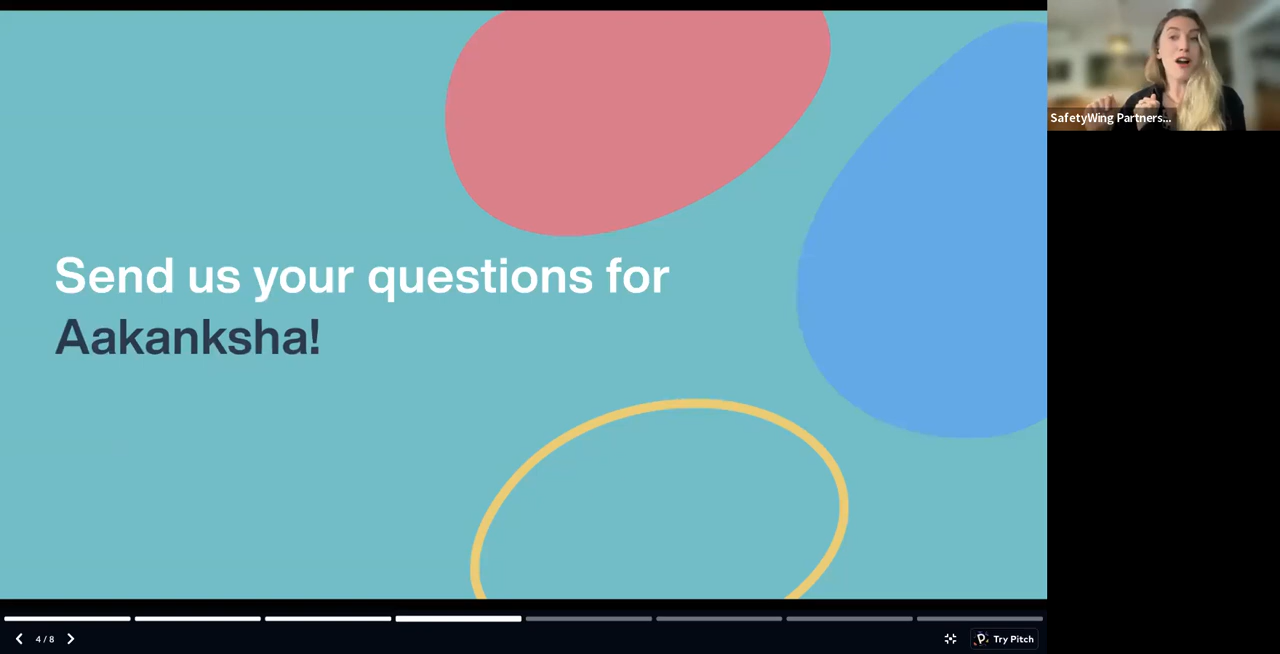 Send us your questions for
Aakanksha!
SafetyWing Partners...
4 / 8
Try Pitch